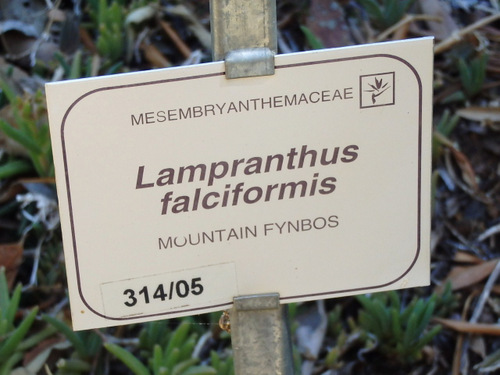 MESEMBRYANTHEMACEAE
Lampranthus
falciformis
MOUNTAIN FYNBOS
314/05